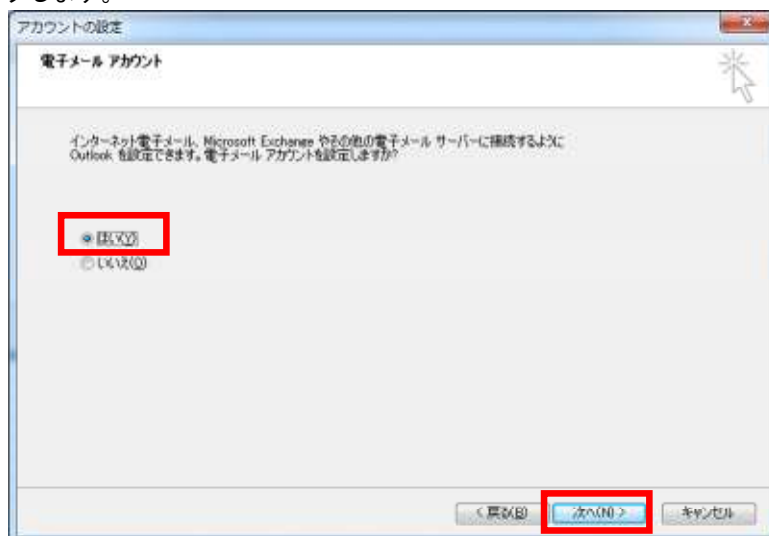 クします。
アカウントの設定
電子メール アカウント
インターネット電子メール、Microsoft Exchange やその他の電子メール サーバーに接続するように
Outlook を設定できます。電子メール アカウントを設定しますか?
はい(Y)
いいえ(O)
< 戻る(B)
次へ(N) >
キャンセル